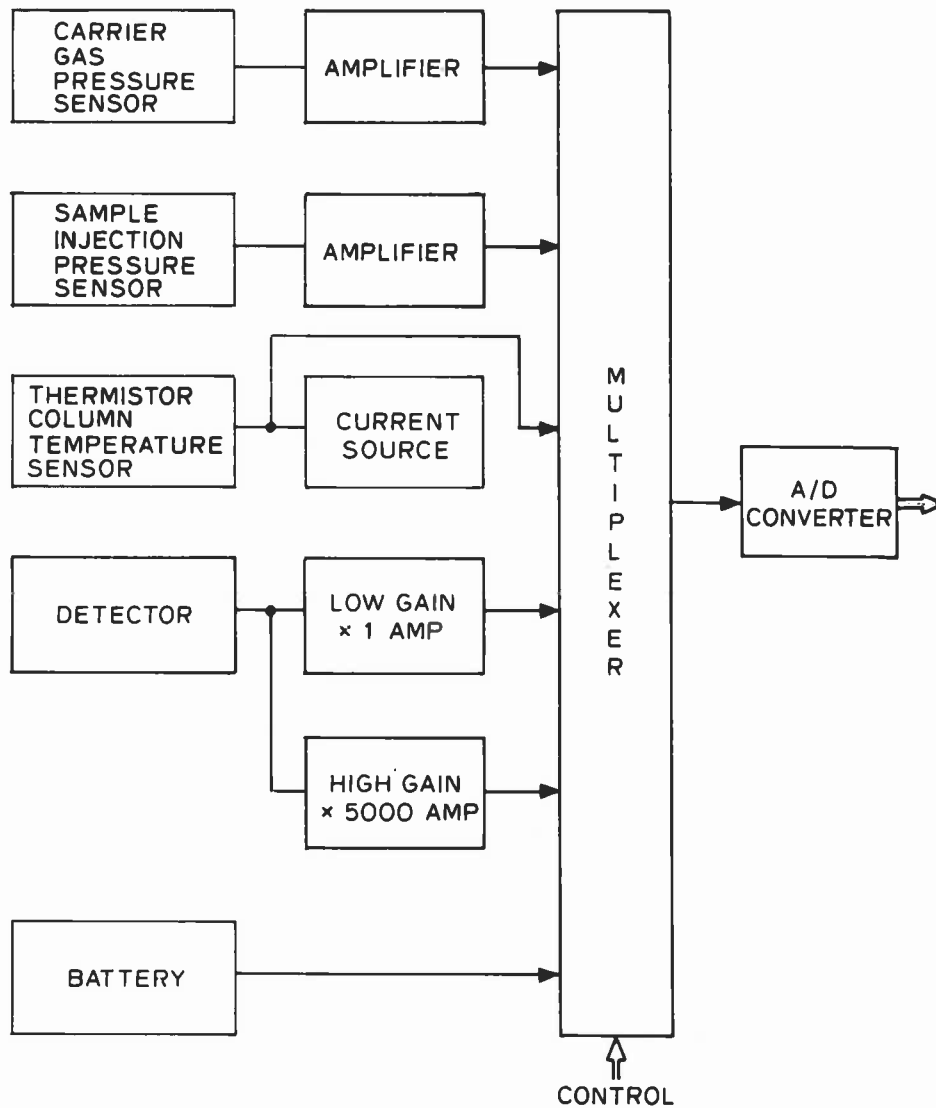 CARRIER
GAS
PRESSURE
SENSOR
AMPLIFIER
SAMPLE
INJECTION
PRESSURE
SENSOR
AMPLIFIER
THERMISTOR
COLUMN
TEMPERATURE
SENSOR
CURRENT
SOURCE
DETECTOR
LOW GAIN
× 1 AMP
HIGH GAIN
× 5000 AMP
BATTERY
MULTIPLEXER
A/D
CONVERTER
CONTROL